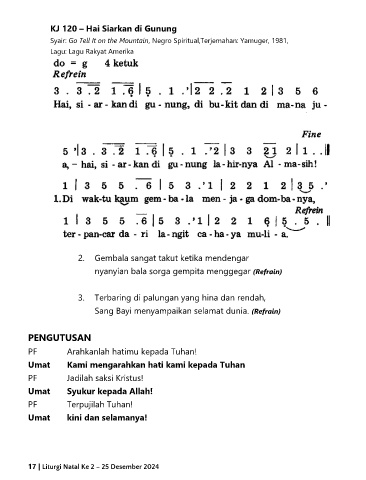 KJ 120 – Hai Siarkan di Gunung
Syair: Go Tell It on the Mountain, Negro Spiritual,Terjemahan: Yamuger, 1981,
Lagu: Lagu Rakyat Amerika
do = g 4 ketuk
Refrein
3 . 3 . 2 1 . 6 | 5 . 1 . ' | 2 2 . 2 1 2 | 3 5 6
Hai, si - ar - kan di gu - nung, di bu - kit dan di ma - na ju -
Fine
5 ' | 3 . 3 . 2 1 . 6 | 5 . 1 . ' 2 | 3 3 2 1 2 | 1 . . ||
a, – hai, si - ar - kan di gu - nung la - hir-nya Al - ma-sih!
1 | 3 5 5 . 6 | 5 3 . ' 1 | 2 2 1 2 | 3 5 . '
1. Di wak - tu kaum gem - ba - la men - ja - ga dom-ba - nya,
Refrein
1 | 3 5 5 . 6 | 5 3 . ' 1 | 2 2 1 6 | 5 . 5 . ||
ter - pan-car da - ri la - ngit ca - ha - ya mu-li - a.
2. Gembala sangat takut ketika mendengar
nyanyian bala sorga gempita menggegar (Refrein)
3. Terbaring di palungan yang hina dan rendah,
Sang Bayi menyampaikan selamat dunia. (Refrein)
PENGUTUSAN
PF Arahkanlah hatimu kepada Tuhan!
Umat Kami mengarahkan hati kami kepada Tuhan
PF Jadilah saksi Kristus!
Umat Syukur kepada Allah!
PF Terpujilah Tuhan!
Umat kini dan selamanya!
17 | Liturgi Natal Ke 2 – 25 Desember 2024